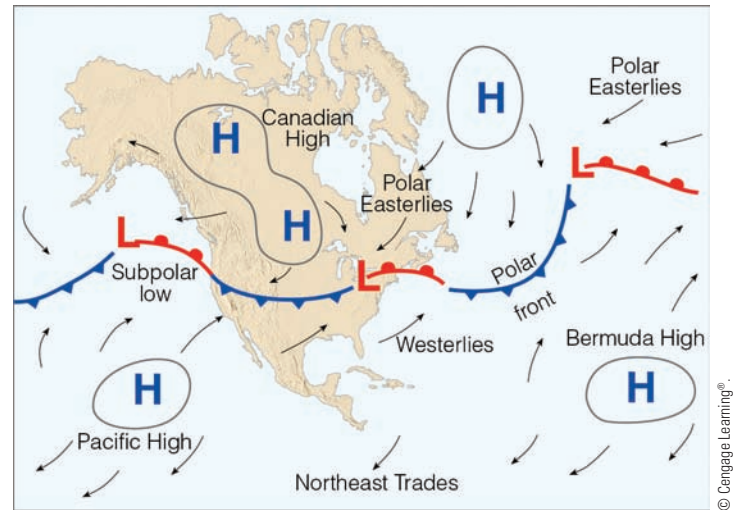 H
Polar
Easterlies
Canadian
High
H
L
Polar
Easterlies
H
L
Subpolar
low
L
Polar
front
Westerlies
Bermuda High
H
H
Pacific High
Northeast Trades
© Cengage Learning®.